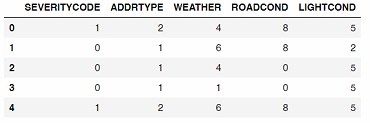 SEVERITYCODE ADDRTYPE WEATHER ROADCOND LIGHTCOND
0 1 2 4 8 5
1 0 1 6 8 2
2 0 1 4 0 5
3 0 1 1 0 5
4 1 2 6 8 5